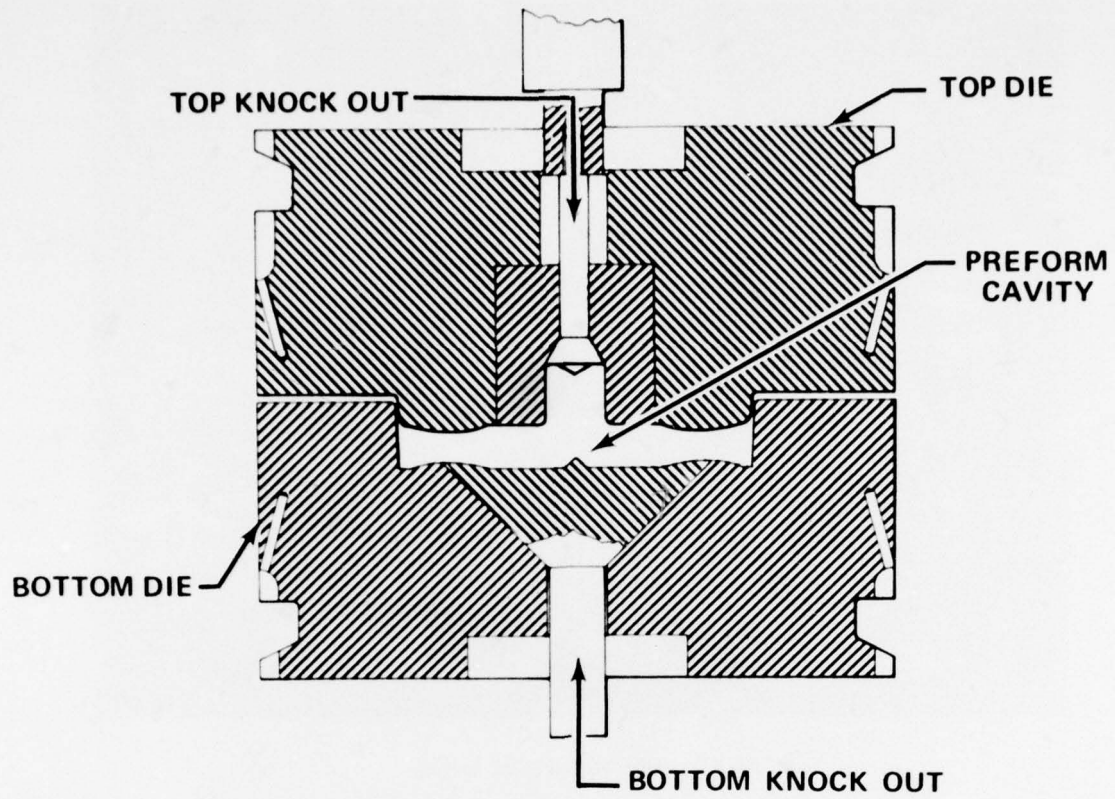 TOP KNOCK OUT
TOP DIE
PREFORM
CAVITY
BOTTOM DIE
BOTTOM KNOCK OUT